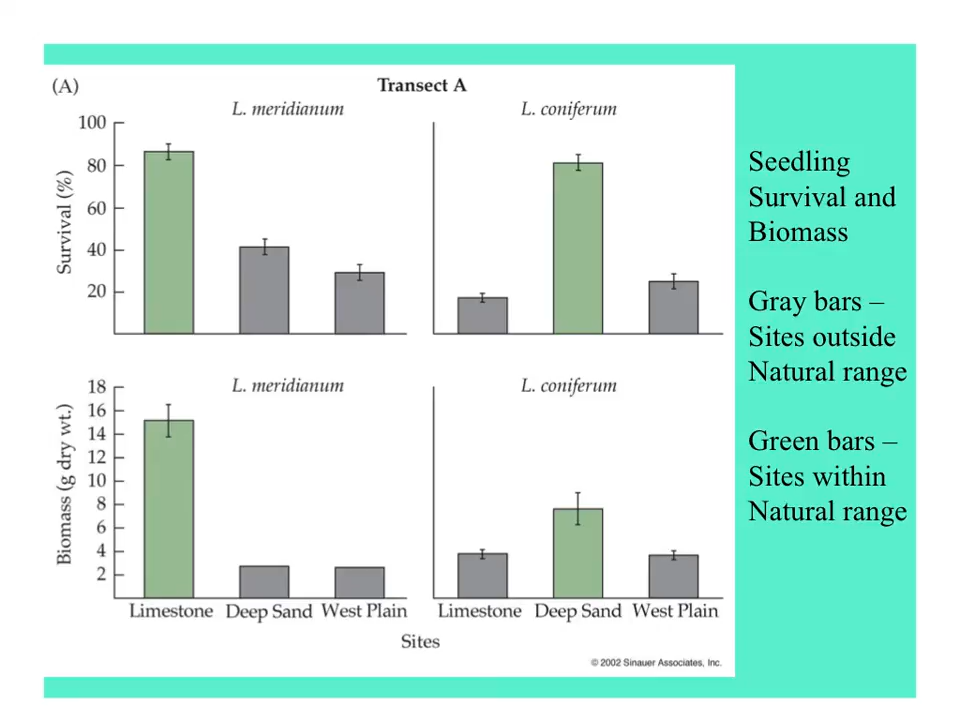 (A)
Transect A
L. meridianum
L. coniferum
Survival (%)
100
80
60
40
20
L. meridianum
L. coniferum
Biomass (g dry wt.)
18
16
14
12
10
8
6
4
2
Limestone Deep Sand West Plain
Limestone Deep Sand West Plain
Sites
© 2002 Sinauer Associates, Inc.
Seedling
Survival and
Biomass
Gray bars –
Sites outside
Natural range
Green bars –
Sites within
Natural range